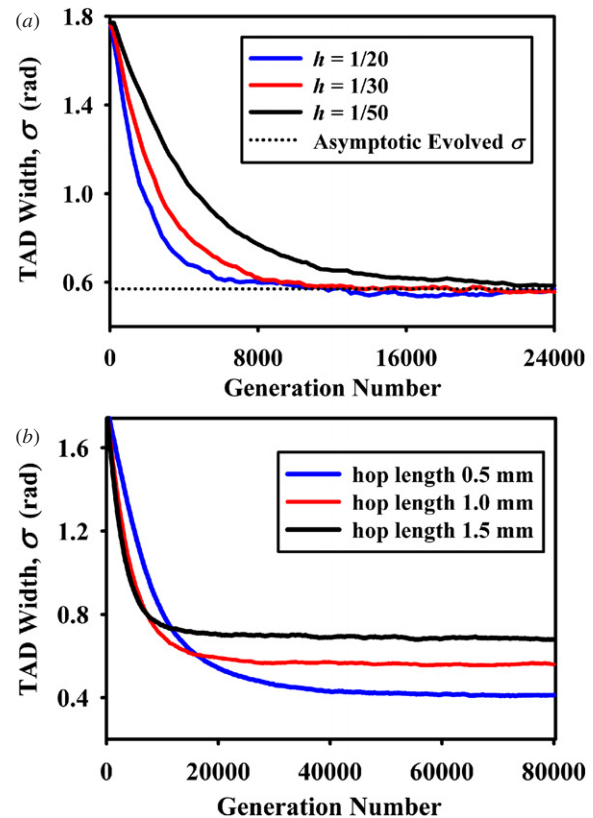 (a)
1.8
1.4
1.0
0.6
TAD Width, σ (rad)
h = 1/20
h = 1/30
h = 1/50
Asymptotic Evolved σ
0 8000 16000 24000
Generation Number
(b)
1.6
1.2
0.8
0.4
TAD Width, σ (rad)
hop length 0.5 mm
hop length 1.0 mm
hop length 1.5 mm
0 20000 40000 60000 80000
Generation Number